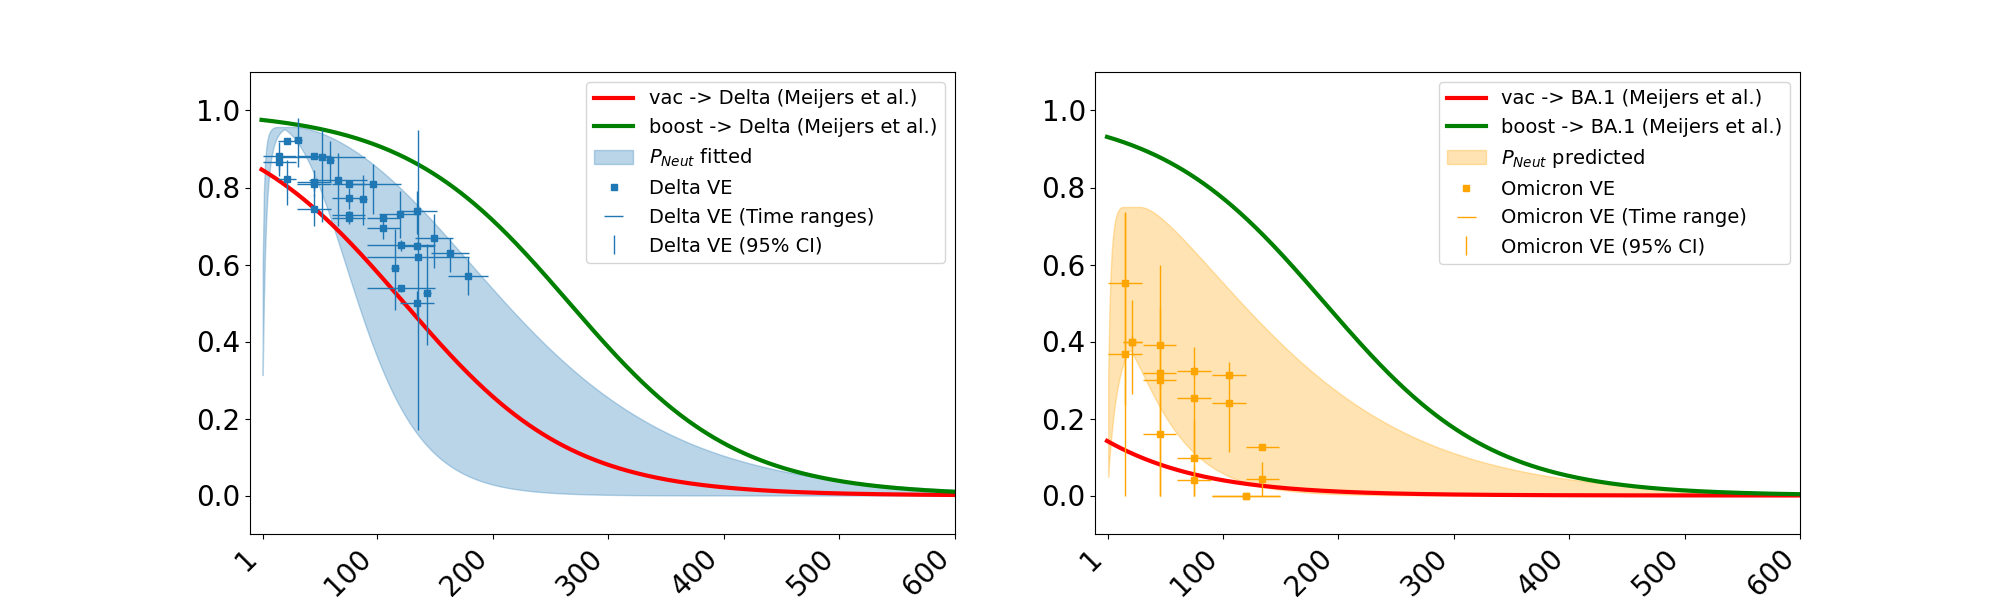 1.0
0.8
0.6
0.4
0.2
0.0
1
100
200
300
400
500
600
vac -> Delta (Meijers et al.)
boost -> Delta (Meijers et al.)
P_Neut fitted
Delta VE
Delta VE (Time ranges)
Delta VE (95% CI)
1.0
0.8
0.6
0.4
0.2
0.0
1
100
200
300
400
500
600
vac -> BA.1 (Meijers et al.)
boost -> BA.1 (Meijers et al.)
P_Neut predicted
Omicron VE
Omicron VE (Time range)
Omicron VE (95% CI)